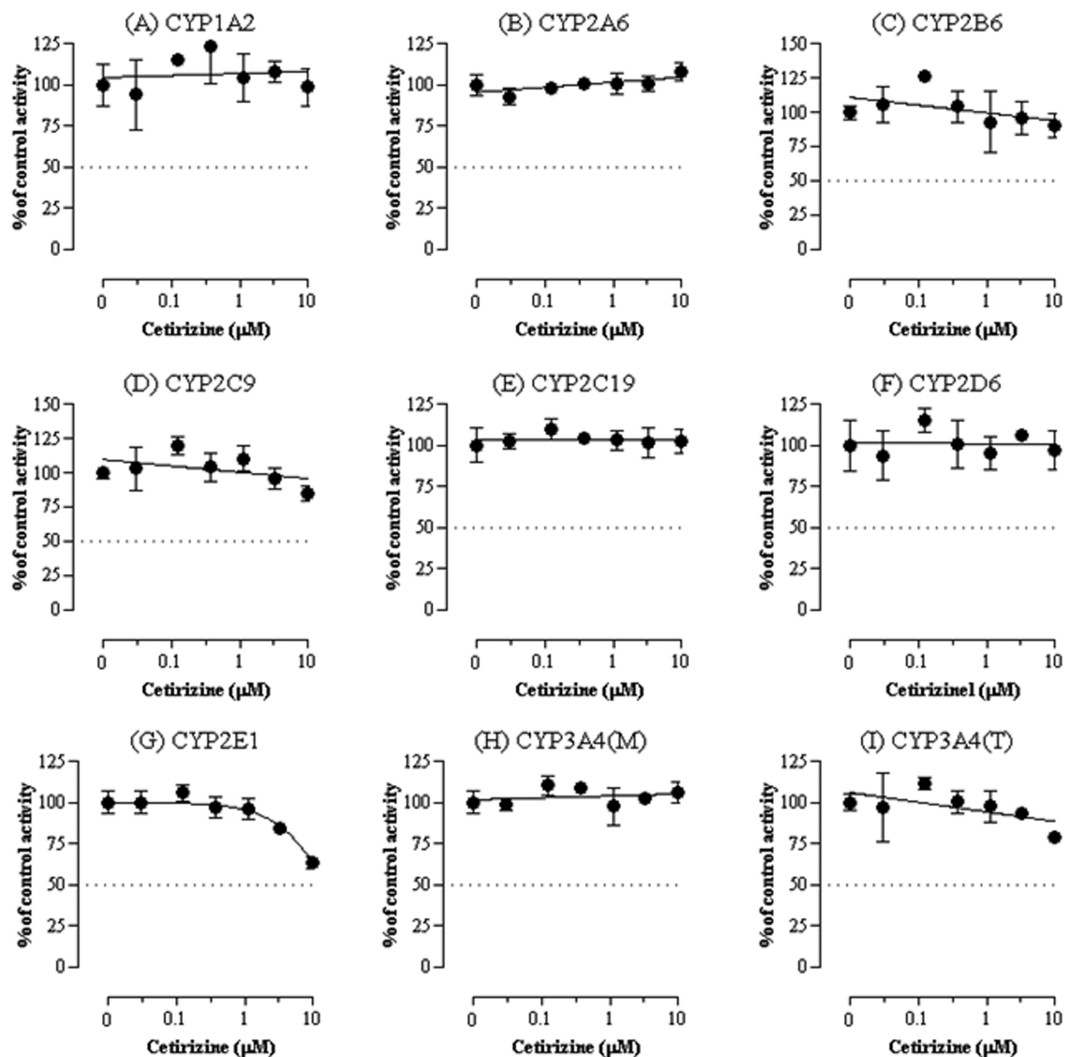 (A) CYP1A2
125
100
75
50
25
0
% of control activity
0 0.1 1 10
Cetirizine (μM)
(B) CYP2A6
125
100
75
50
25
0
% of control activity
0 0.1 1 10
Cetirizine (μM)
(C) CYP2B6
150
125
100
75
50
25
0
% of control activity
0 0.1 1 10
Cetirizine (μM)
(D) CYP2C9
150
125
100
75
50
25
0
% of control activity
0 0.1 1 10
Cetirizine (μM)
(E) CYP2C19
125
100
75
50
25
0
% of control activity
0 0.1 1 10
Cetirizine (μM)
(F) CYP2D6
125
100
75
50
25
0
% of control activity
0 0.1 1 10
Cetirizinel (μM)
(G) CYP2E1
125
100
75
50
25
0
% of control activity
0 0.1 1 10
Cetirizine (μM)
(H) CYP3A4(M)
125
100
75
50
25
0
% of control activity
0 0.1 1 10
Cetirizine (μM)
(I) CYP3A4(T)
125
100
75
50
25
0
% of control activity
0 0.1 1 10
Cetirizine (μM)